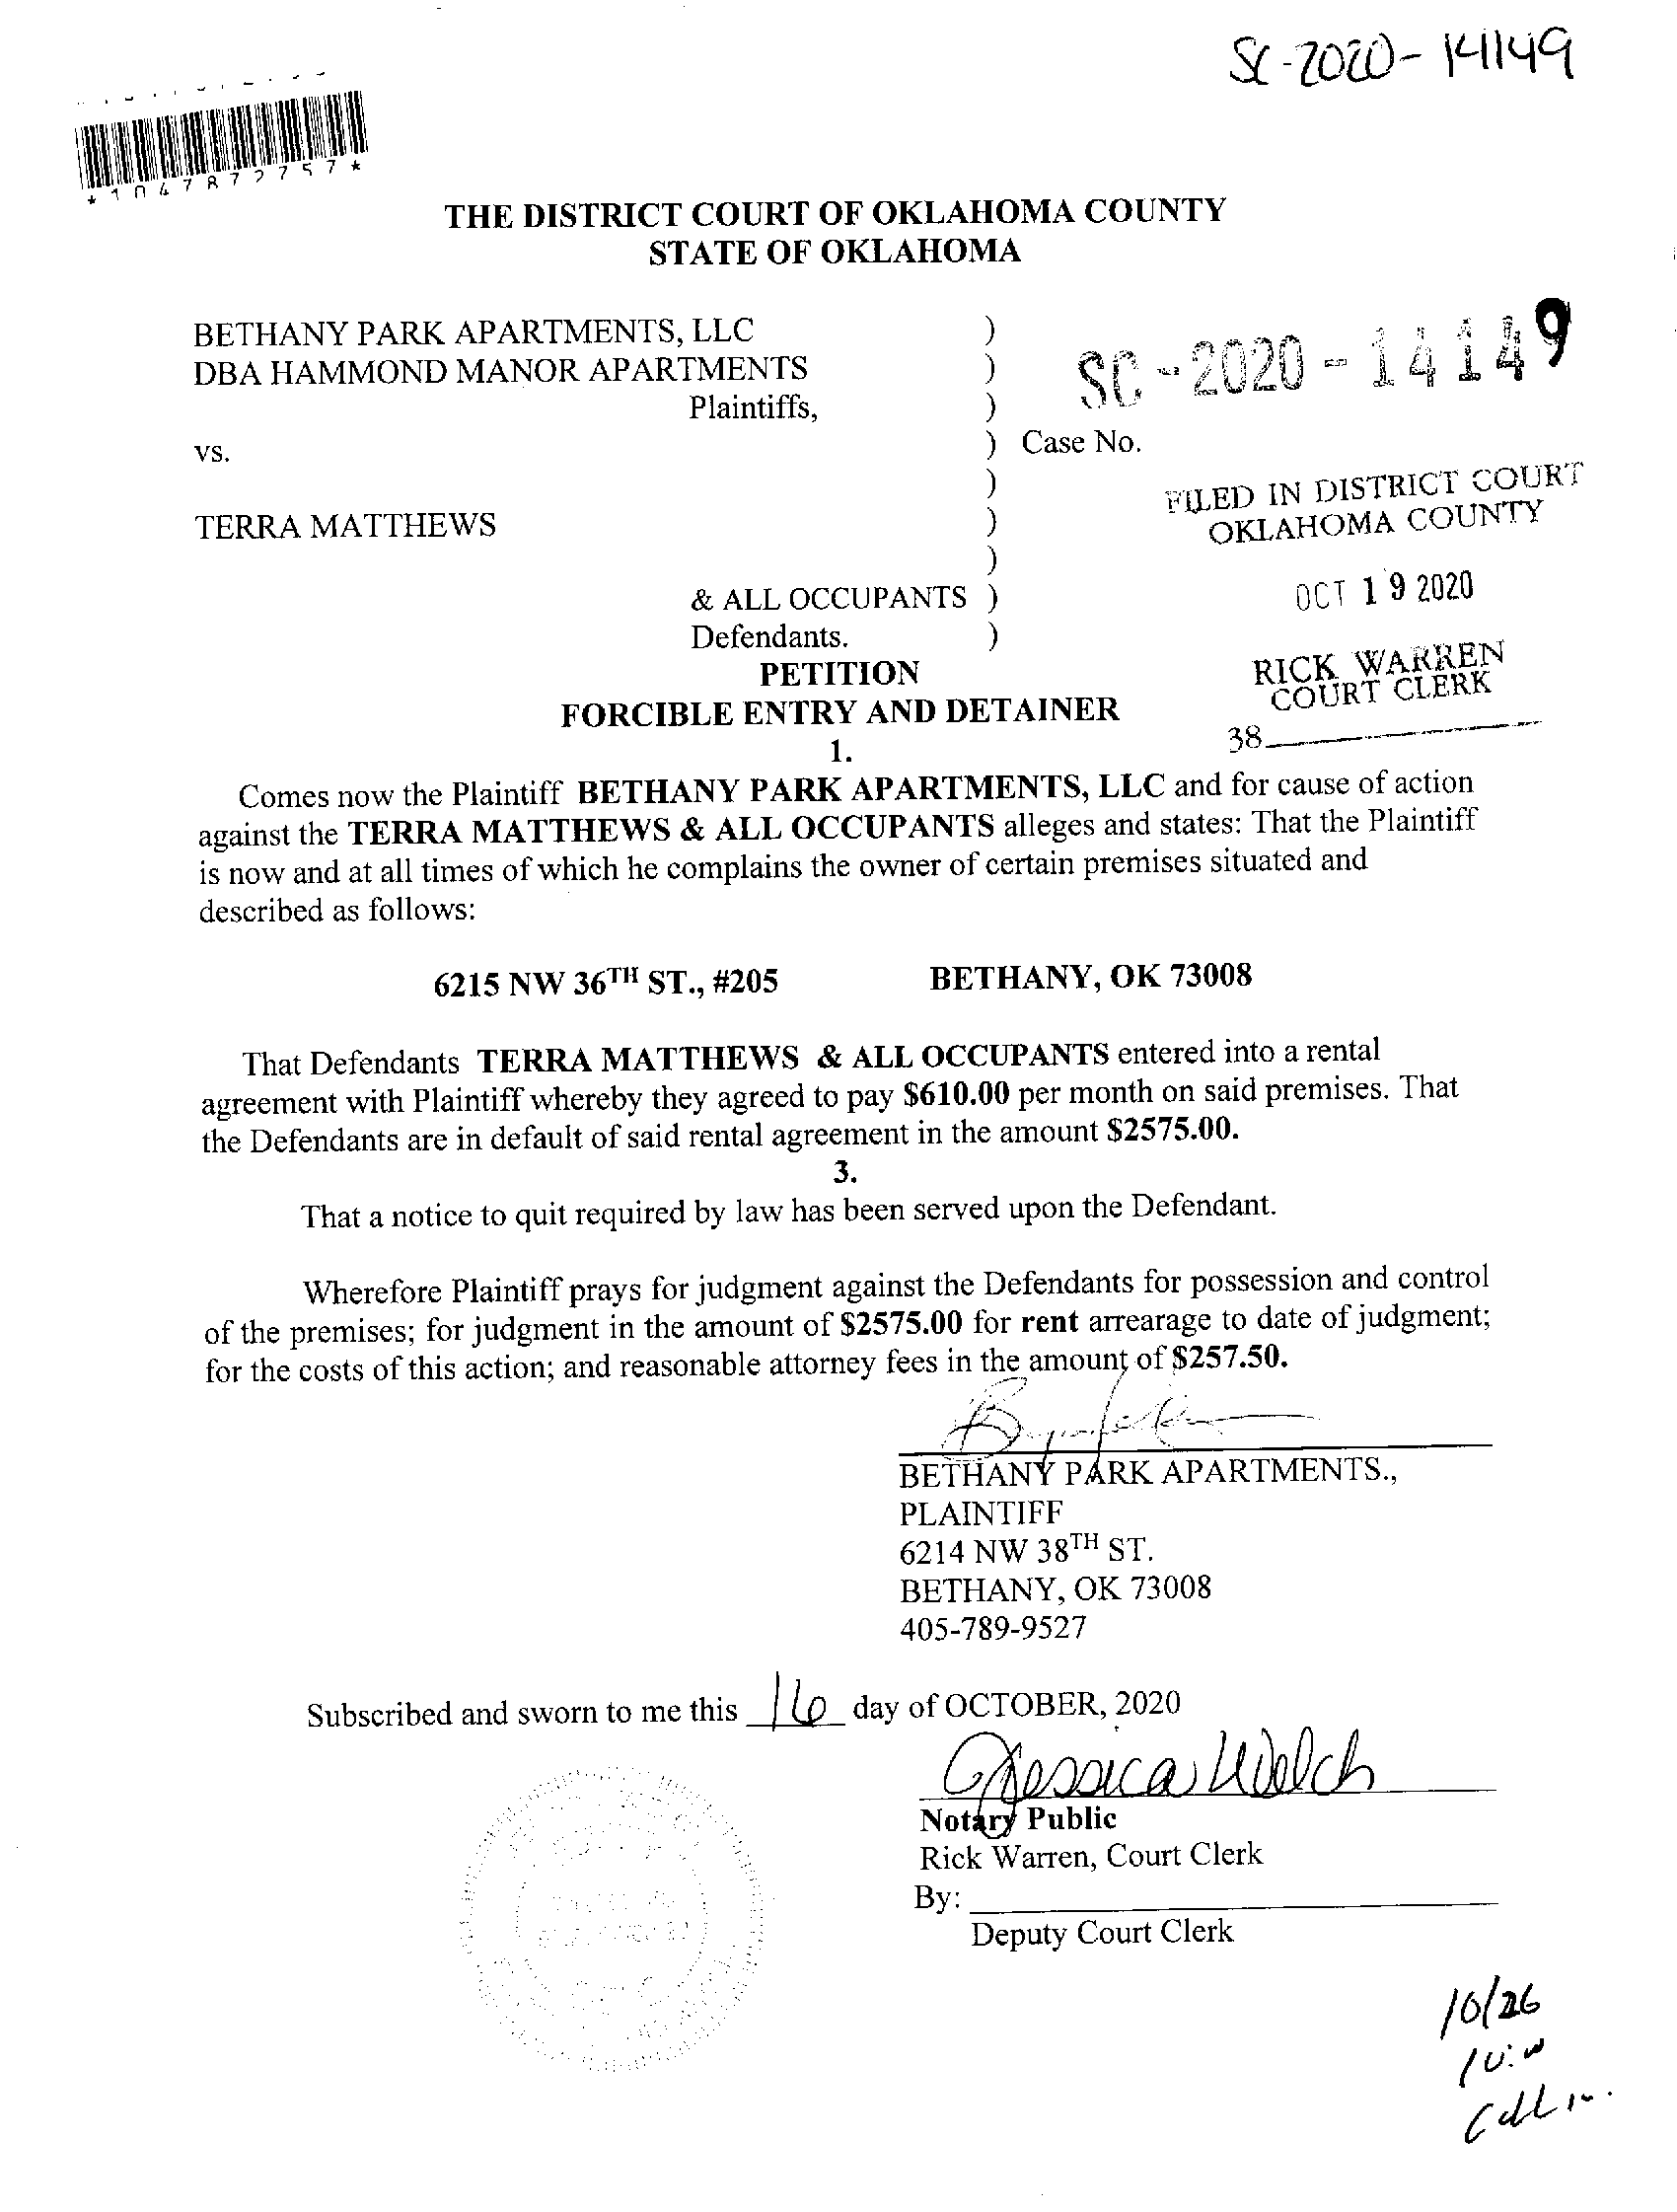 SC-2020-14149
*1047872757*
THE DISTRICT COURT OF OKLAHOMA COUNTY
STATE OF OKLAHOMA
BETHANY PARK APARTMENTS, LLC )
DBA HAMMOND MANOR APARTMENTS )
Plaintiffs, )
SC-2020-14149
vs. ) Case No.
)
FILED IN DISTRICT COURT
OKLAHOMA COUNTY
TERRA MATTHEWS )
)
& ALL OCCUPANTS )
OCT 19 2020
Defendants. )
RICK WARREN
COURT CLERK
38
PETITION
FORCIBLE ENTRY AND DETAINER
1.
Comes now the Plaintiff BETHANY PARK APARTMENTS, LLC and for cause of action
against the TERRA MATTHEWS & ALL OCCUPANTS alleges and states: That the Plaintiff
is now and at all times of which he complains the owner of certain premises situated and
described as follows:
6215 NW 36TH ST., #205 BETHANY, OK 73008
That Defendants TERRA MATTHEWS & ALL OCCUPANTS entered into a rental
agreement with Plaintiff whereby they agreed to pay $610.00 per month on said premises. That
the Defendants are in default of said rental agreement in the amount $2575.00.
3.
That a notice to quit required by law has been served upon the Defendant.
Wherefore Plaintiff prays for judgment against the Defendants for possession and control
of the premises; for judgment in the amount of $2575.00 for rent arrearage to date of judgment;
for the costs of this action; and reasonable attorney fees in the amount of $257.50.
BETHANY PARK APARTMENTS.,
PLAINTIFF
6214 NW 38TH ST.
BETHANY, OK 73008
405-789-9527
Subscribed and sworn to me this 16 day of OCTOBER, 2020
Jessica Welch
Notary Public
Rick Warren, Court Clerk
By:
Deputy Court Clerk
10/26